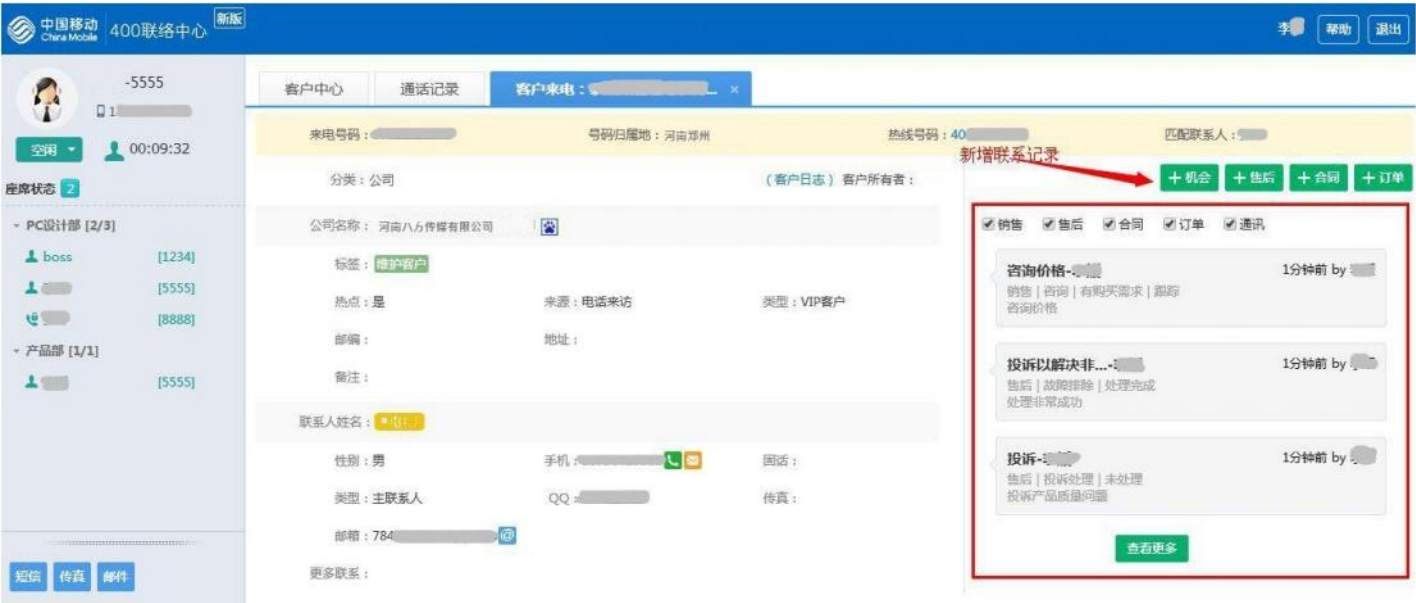 中国移动
China Mobile
400联络中心
新版
李
帮助
退出
-5555
1
空闲
00:09:32
座席状态 2
PC设计部 [2/3]
boss [1234]
[5555]
[8888]
产品部 [1/1]
[5555]
短信 传真 邮件
客户中心 通话记录 客户来电： ... ×
来电号码： 号码归属地：河南郑州 热线号码：40 匹配联系人：
新增联系记录
分类：公司 （客户日志）客户所有者：
公司名称： 河南八方传媒有限公司
标签：维护客户
热点：是 来源：电话来访 类型：VIP客户
邮编： 地址：
备注：
联系人姓名：
性别：男 手机： 固话：
类型：主联系人 QQ： 传真：
邮箱：784 @
更多联系：
+机会 +售后 +合同 +订单
销售 售后 合同 订单 通讯
咨询价格- 1分钟前 by
销售 | 咨询 | 有购买需求 | 跟踪
咨询价格
投诉以解决非...- 1分钟前 by
售后 | 故障排除 | 处理完成
处理非常成功
投诉- 1分钟前 by
售后 | 投诉处理 | 未处理
投诉产品质量问题
查看更多